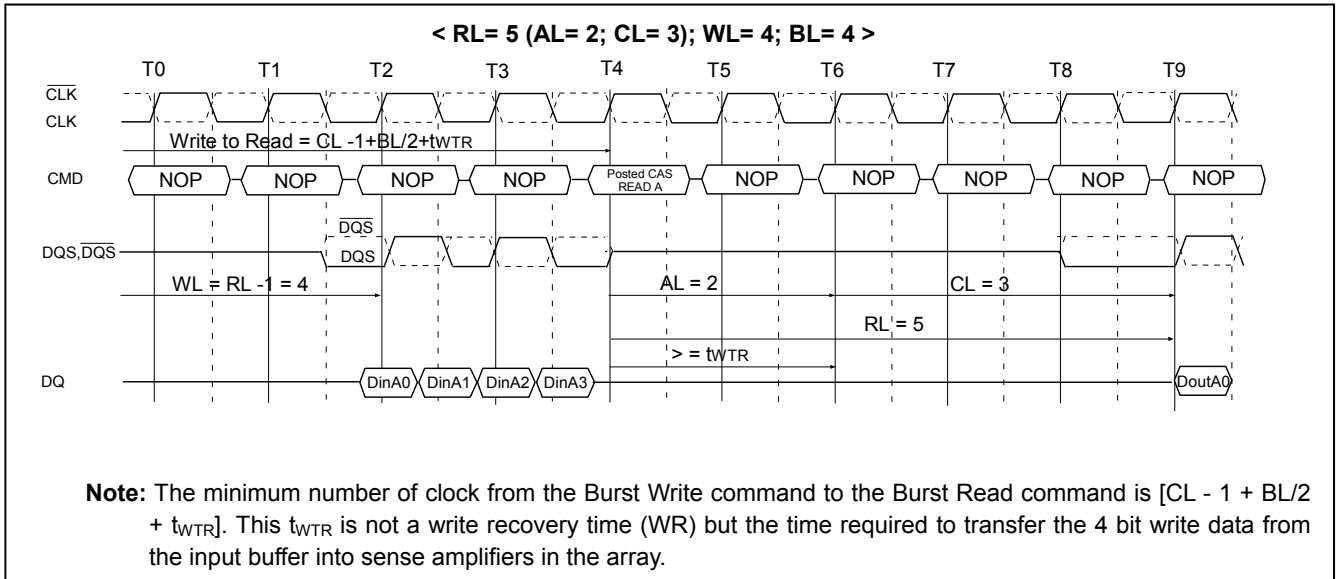 < RL= 5 (AL= 2; CL= 3); WL= 4; BL= 4 >
T0 T1 T2 T3 T4 T5 T6 T7 T8 T9
CLK
CLK
Write to Read = CL -1+BL/2+tWTR
CMD NOP NOP NOP NOP Posted CAS READ A NOP NOP NOP NOP NOP
DQS
DQS,DQS DQS
WL = RL -1 = 4 AL = 2 CL = 3
RL = 5
> = tWTR
DQ DinA0 DinA1 DinA2 DinA3 DoutA0
Note: The minimum number of clock from the Burst Write command to the Burst Read command is [CL - 1 + BL/2
+ tWTR]. This tWTR is not a write recovery time (WR) but the time required to transfer the 4 bit write data from
the input buffer into sense amplifiers in the array.